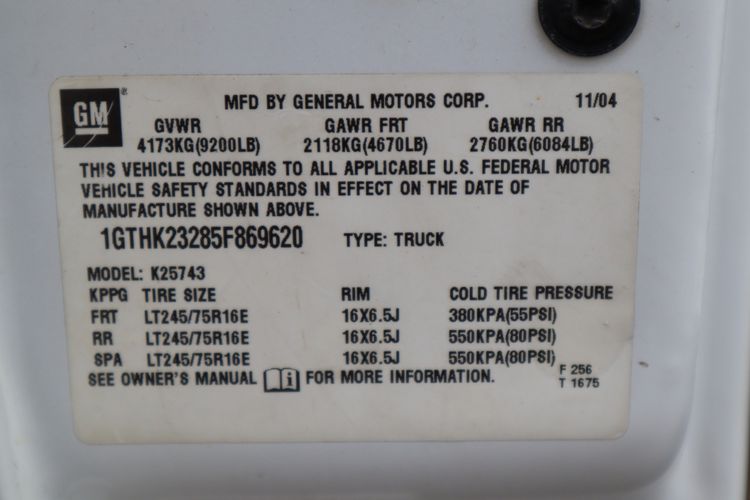 GM ®
MFD BY GENERAL MOTORS CORP. 11/04
GVWR GAWR FRT GAWR RR
4173KG(9200LB) 2118KG(4670LB) 2760KG(6084LB)
THIS VEHICLE CONFORMS TO ALL APPLICABLE U.S. FEDERAL MOTOR
VEHICLE SAFETY STANDARDS IN EFFECT ON THE DATE OF
MANUFACTURE SHOWN ABOVE.
1GTHK23285F869620 TYPE: TRUCK
MODEL: K25743
KPPG TIRE SIZE RIM COLD TIRE PRESSURE
FRT LT245/75R16E 16X6.5J 380KPA(55PSI)
RR LT245/75R16E 16X6.5J 550KPA(80PSI)
SPA LT245/75R16E 16X6.5J 550KPA(80PSI)
SEE OWNER'S MANUAL i FOR MORE INFORMATION.
F 256
T 1675